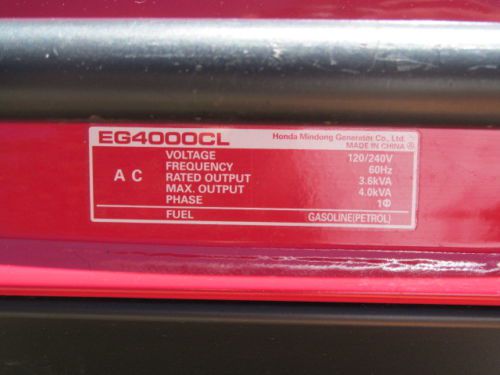 EG4000CL Honda Mindong Generator Co., Ltd.
MADE IN CHINA Ⓐ
AC
VOLTAGE 120/240V
FREQUENCY 60Hz
RATED OUTPUT 3.6kVA
MAX. OUTPUT 4.0kVA
PHASE 1Φ
FUEL GASOLINE(PETROL)